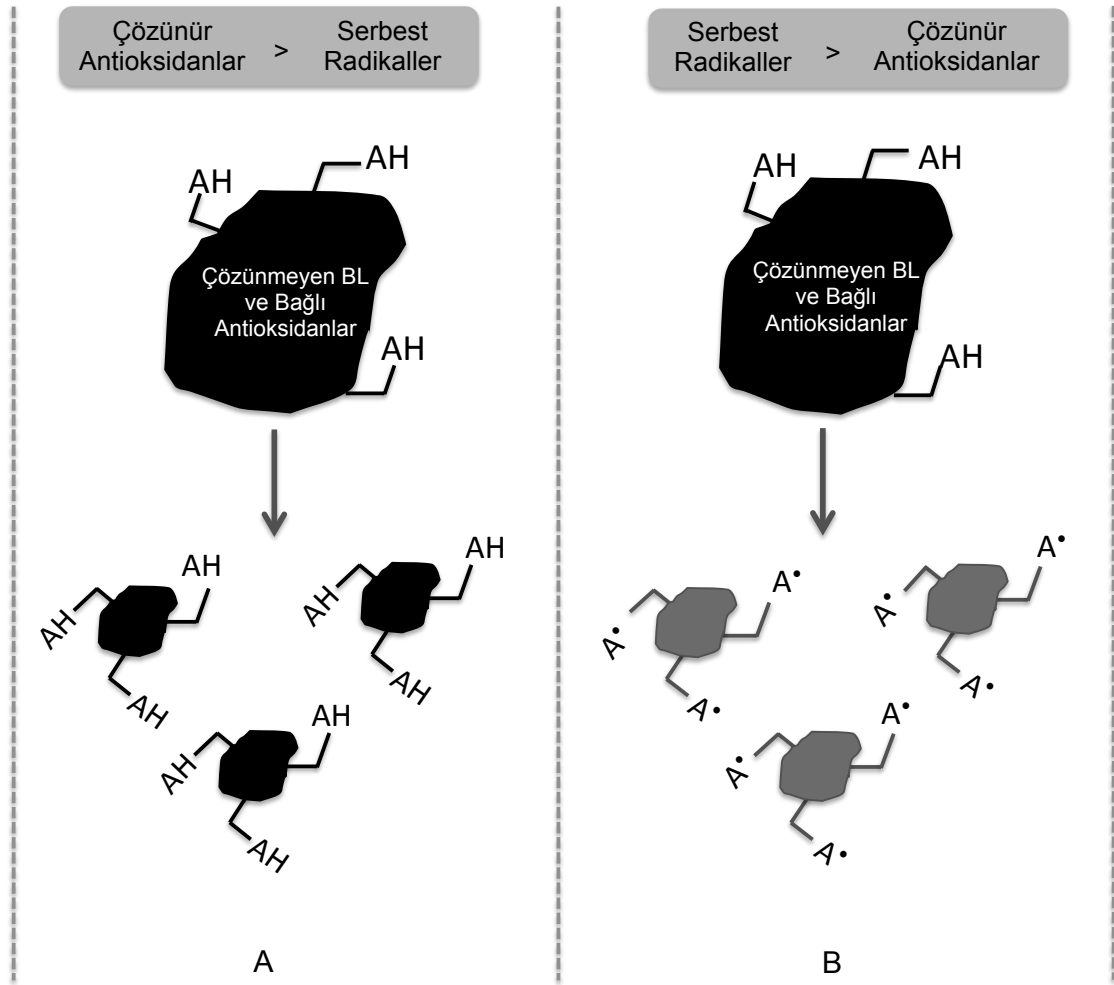 Çözünür
Antioksidanlar > Serbest
Radikaller
AH
AH
Çözünmeyen BL
ve Bağlı
Antioksidanlar
AH
AH
AH
AH
AH
AH
AH
AH
AH
AH
A
Serbest
Radikaller > Çözünür
Antioksidanlar
AH
AH
Çözünmeyen BL
ve Bağlı
Antioksidanlar
AH
A•
A•
A•
A•
A•
A•
A•
A•
A•
B